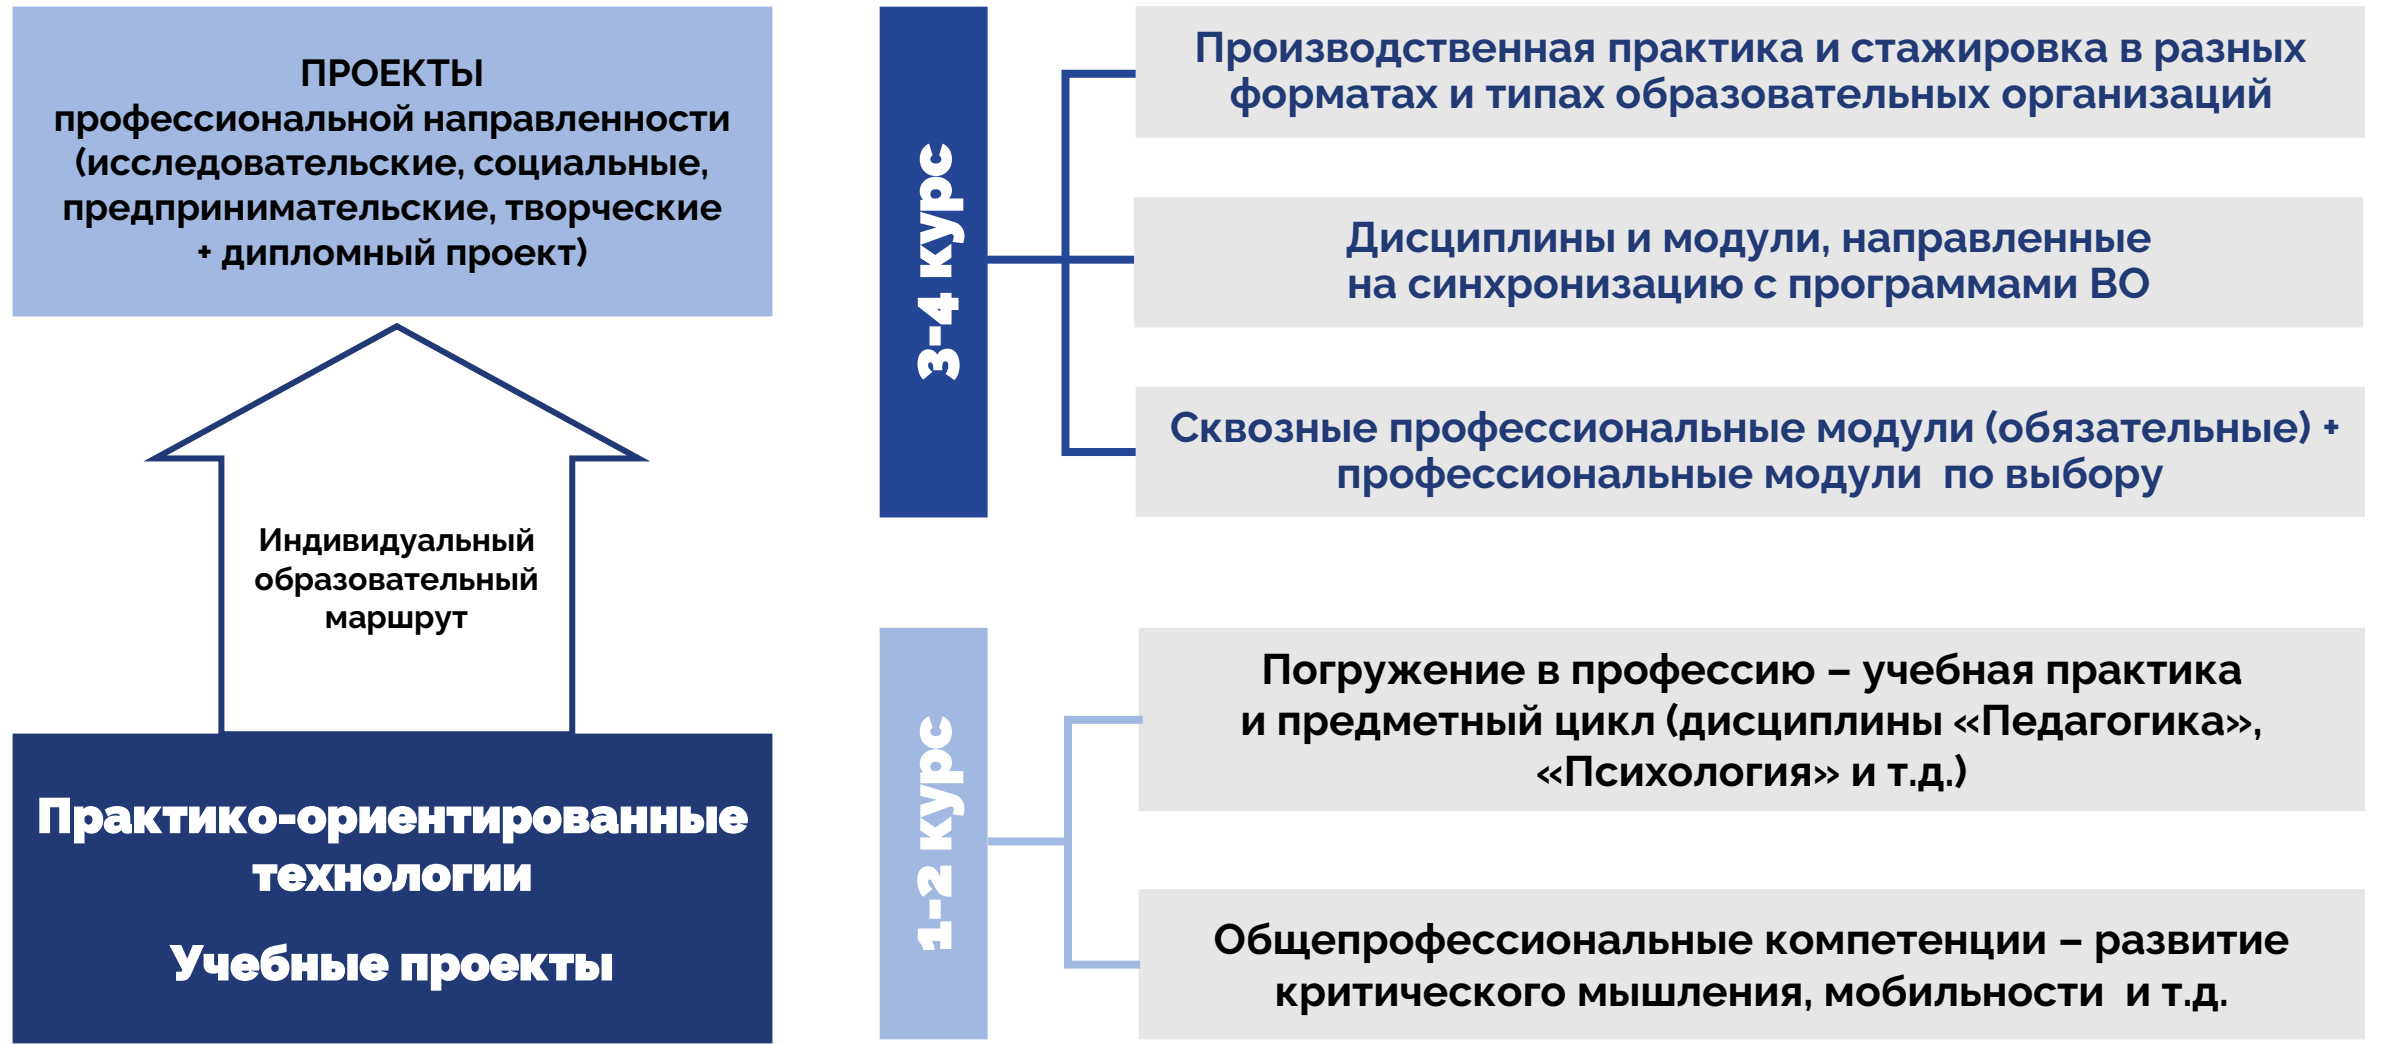 ПРОЕКТЫ
профессиональной направленности
(исследовательские, социальные,
предпринимательские, творческие
+ дипломный проект)
Индивидуальный
образовательный
маршрут
Практико-ориентированные
технологии
Учебные проекты
3-4 курс
Производственная практика и стажировка в разных
форматах и типах образовательных организаций
Дисциплины и модули, направленные
на синхронизацию с программами ВО
Сквозные профессиональные модули (обязательные) +
профессиональные модули по выбору
1-2 курс
Погружение в профессию – учебная практика
и предметный цикл (дисциплины «Педагогика»,
«Психология» и т.д.)
Общепрофессиональные компетенции – развитие
критического мышления, мобильности и т.д.